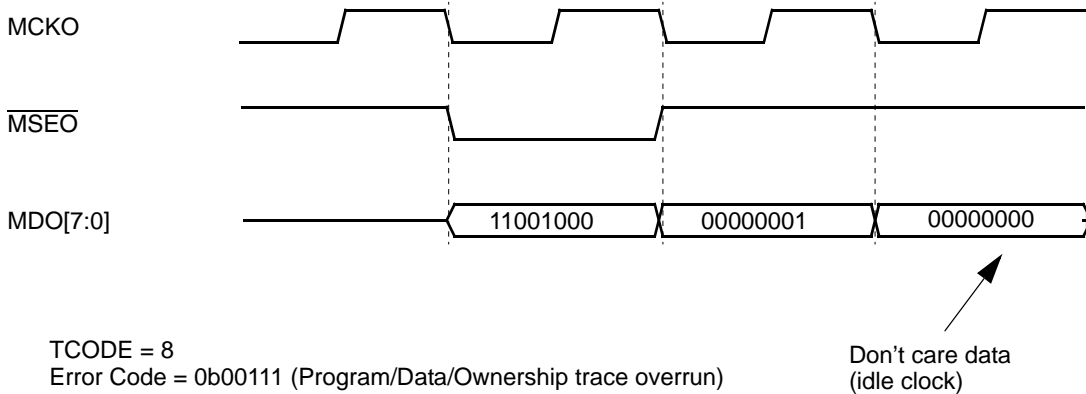 MCKO
MSEO
MDO[7:0]
11001000 00000001 00000000
TCODE = 8
Error Code = 0b00111 (Program/Data/Ownership trace overrun)
Don't care data
(idle clock)